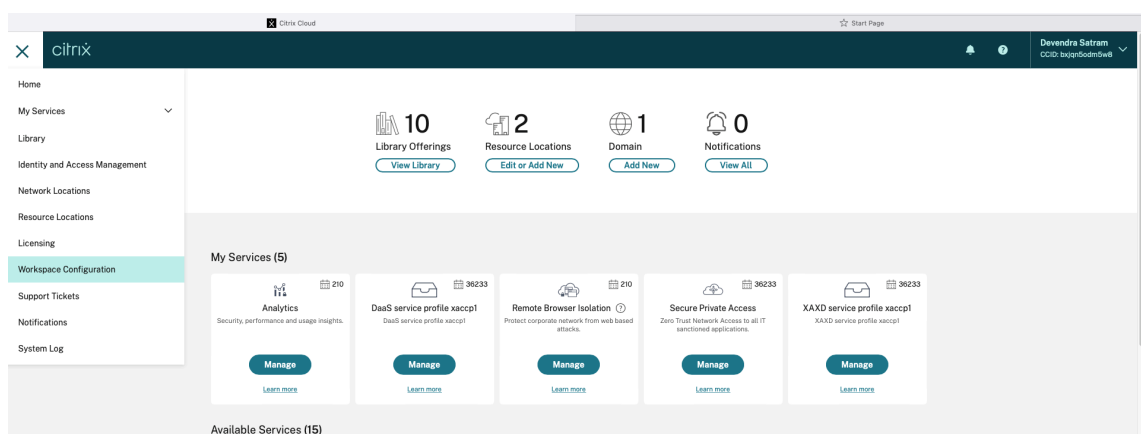 Citrix Cloud
Start Page
citrix
Devendra Satram
CCID: bxjqn5odm5w8
Home
My Services
Library
Identity and Access Management
Network Locations
Resource Locations
Licensing
Workspace Configuration
Support Tickets
Notifications
System Log
10
Library Offerings
View Library
2
Resource Locations
Edit or Add New
1
Domain
Add New
0
Notifications
View All
My Services (5)
210
Analytics
Security, performance and usage insights.
Manage
Learn more
36233
DaaS service profile xaccp1
DaaS service profile xaccp1
Manage
Learn more
210
Remote Browser Isolation ?
Protect corporate network from web based
attacks.
Manage
Learn more
36233
Secure Private Access
Zero Trust Network Access to all IT
sanctioned applications.
Manage
Learn more
36233
XAXD service profile xaccp1
XAXD service profile xaccp1
Manage
Learn more
Available Services (15)